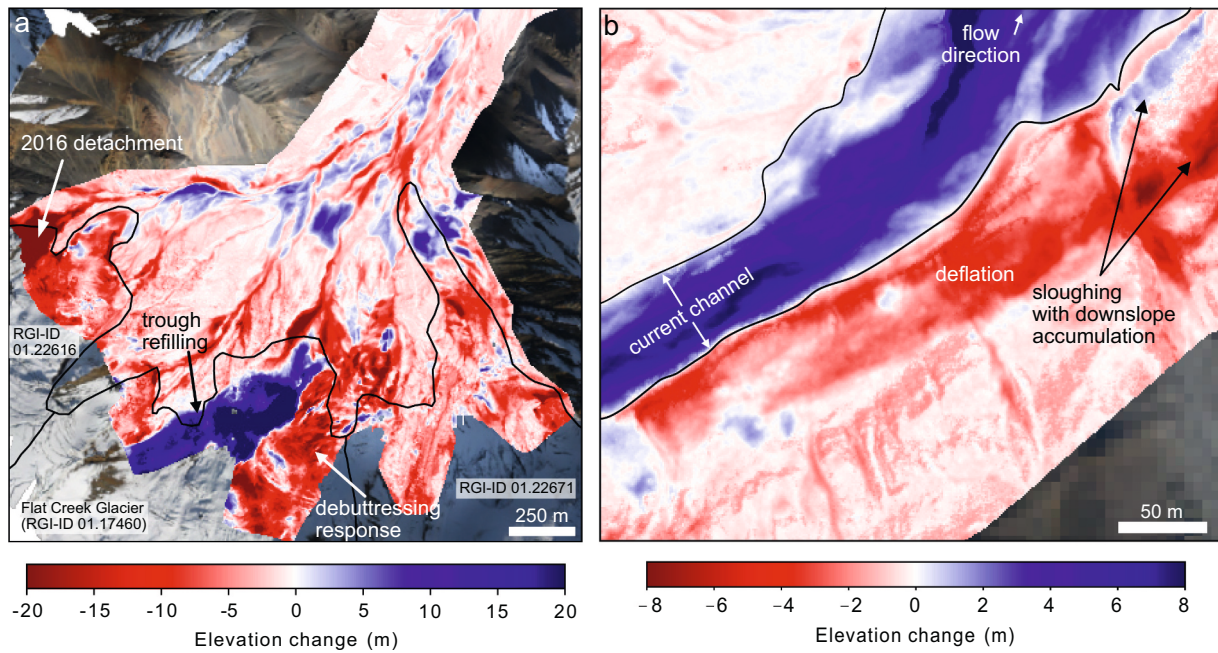 a
2016 detachment
RGI-ID
01.22616
trough
refilling
Flat Creek Glacier
(RGI-ID 01.17460)
debuttressing
response
RGI-ID 01.22671
250 m
-20 -15 -10 -5 0 5 10 15 20
Elevation change (m)
b
flow
direction
current channel
deflation
sloughing
with downslope
accumulation
50 m
-8 -6 -4 -2 0 2 4 6 8
Elevation change (m)